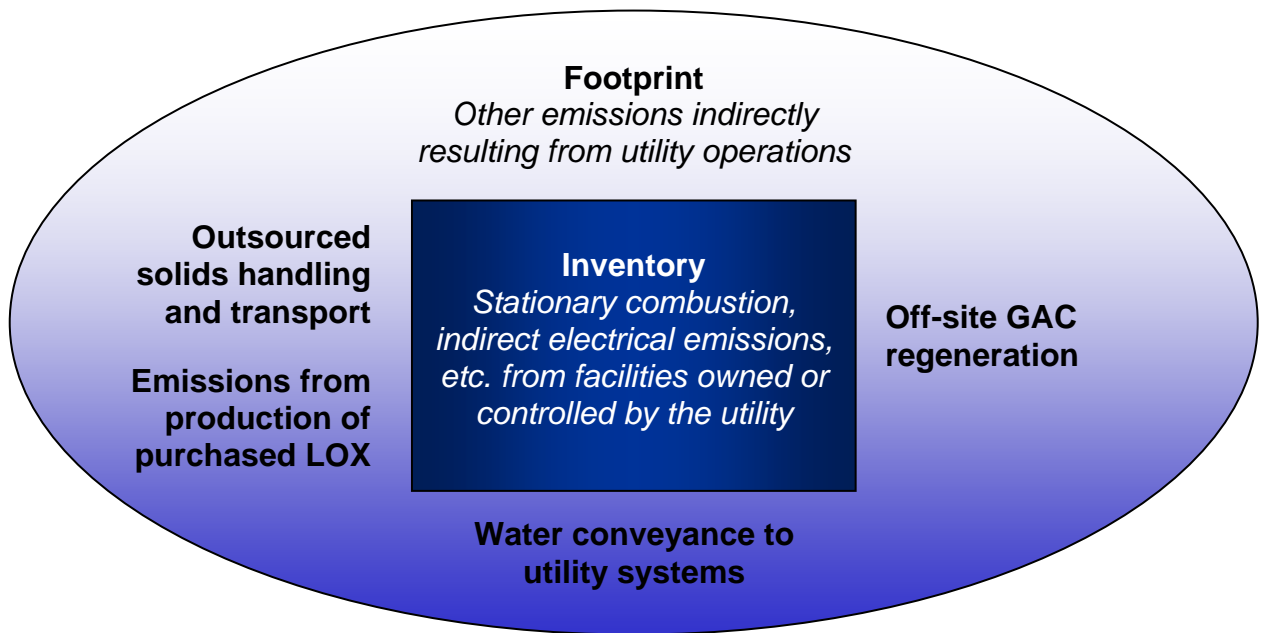 Footprint
Other emissions indirectly
resulting from utility operations
Outsourced
solids handling
and transport
Emissions from
production of
purchased LOX
Inventory
Stationary combustion,
indirect electrical emissions,
etc. from facilities owned or
controlled by the utility
Off-site GAC
regeneration
Water conveyance to
utility systems